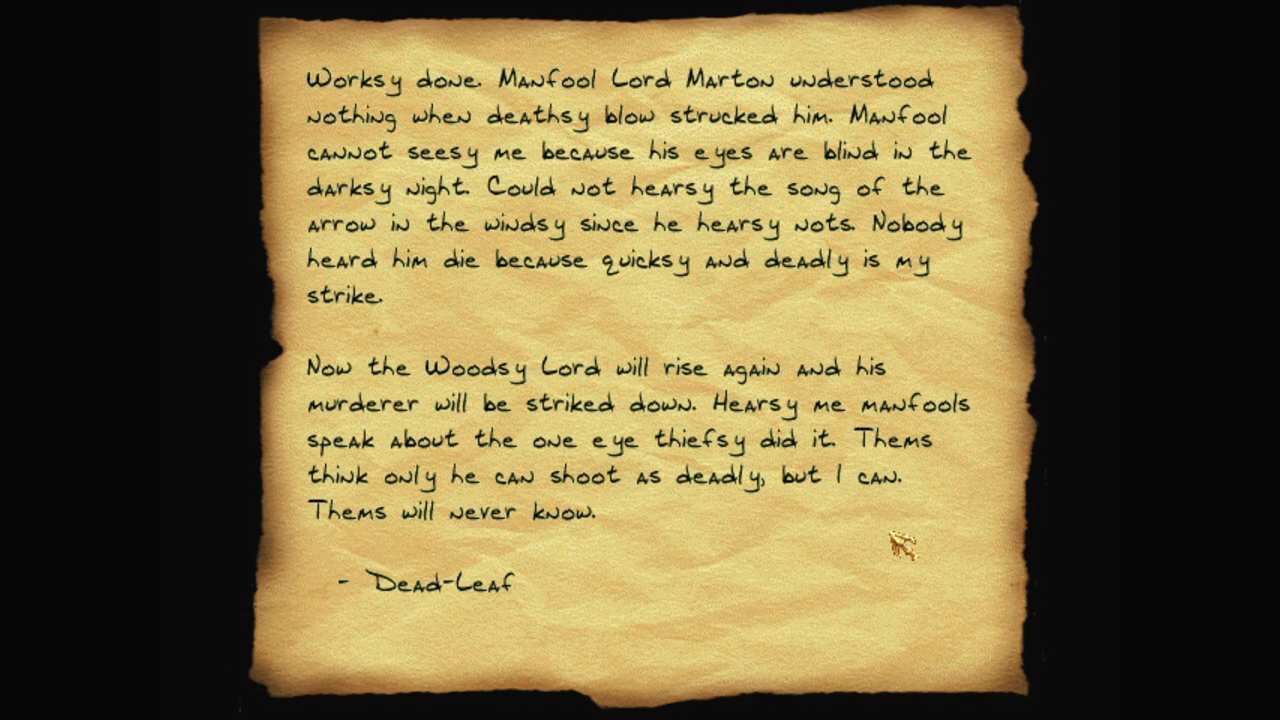 Worksy done. Manfool Lord Marton understood
nothing when deathsy blow strucked him. Manfool
cannot seesy me because his eyes are blind in the
darksy night. Could not hearsy the song of the
arrow in the windsy since he hearsy nots. Nobody
heard him die because quicksy and deadly is my
strike.
Now the Woodsy Lord will rise again and his
murderer will be striked down. Hearsy me manfools
speak about the one eye thiefsy did it. Thems
think only he can shoot as deadly, but I can.
Thems will never know.
- Dead-Leaf